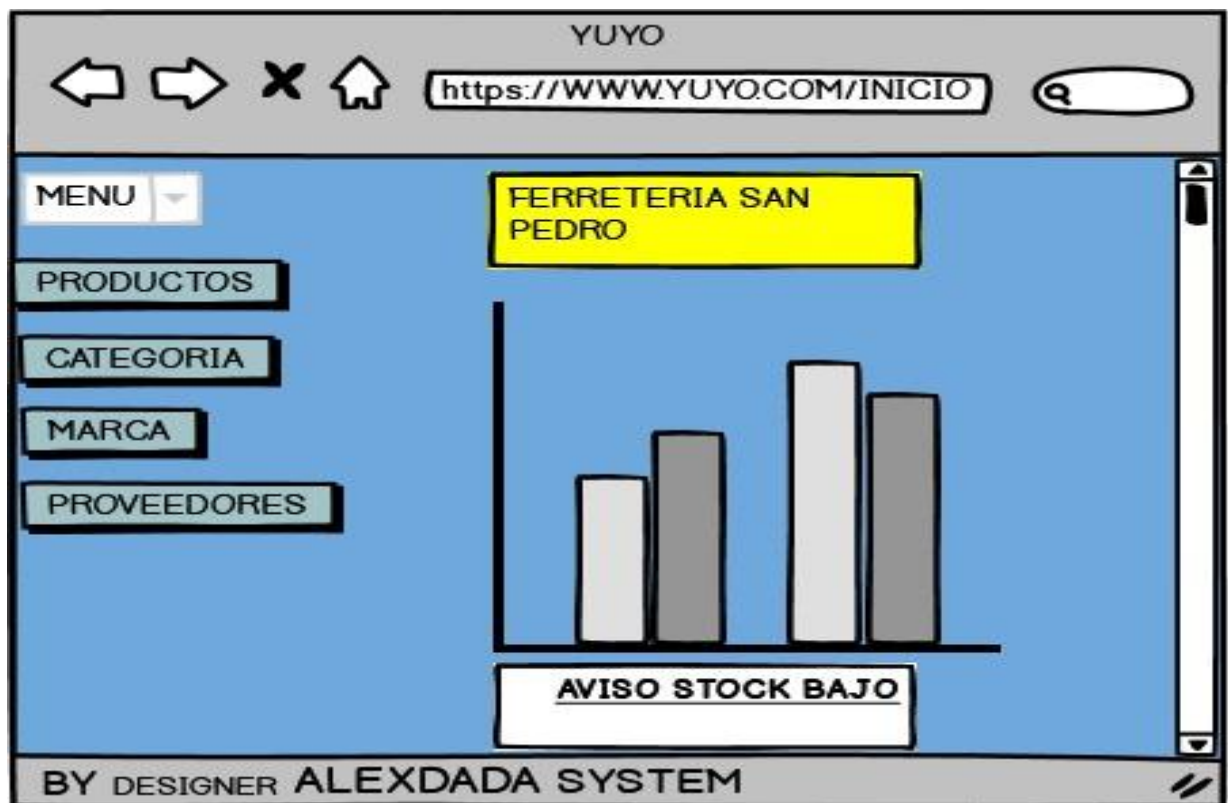 YUYO
https://WWW.YUYO.COM/INICIO
MENU
FERRETERIA SAN
PEDRO
PRODUCTOS
CATEGORIA
MARCA
PROVEEDORES
AVISO STOCK BAJO
BY DESIGNER ALEXDADA SYSTEM